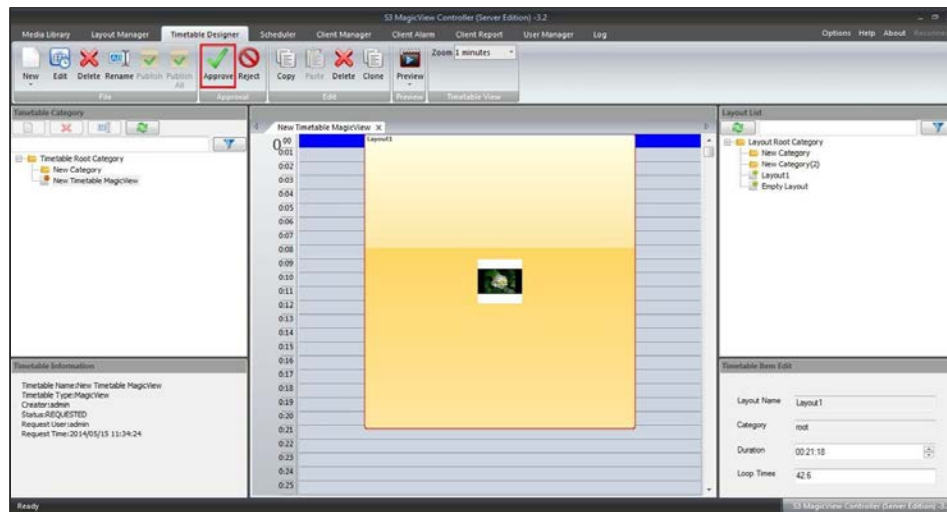 S3 MagicView Controller (Server Edition) -3.2
Media Library Layout Manager Timetable Designer Scheduler Client Manager Client Alarm Client Report User Manager Log Options Help About
New Edit Delete Rename Publish Publish All Approve Reject Copy Paste Delete Clone Preview Zoom 1 minutes
File Approval Edit Preview Timetable View
Timetable Category
Timetable Root Category
New Category
New Timetable MagicView
Timetable Information
Timetable Name:New Timetable MagicView
Timetable Type:MagicView
Creator:admin
Status:REQUESTED
Request User:admin
Request Time:2014/05/15 11:34:24
New Timetable MagicView X
Layout1
0 00
0:01
0:02
0:03
0:04
0:05
0:06
0:07
0:08
0:09
0:10
0:11
0:12
0:13
0:14
0:15
0:16
0:17
0:18
0:19
0:20
0:21
0:22
0:23
0:24
0:25
Layout List
Layout Root Category
New Category
New Category(2)
Layout1
Empty Layout
Timetable Item Edit
Layout Name Layout1
Category root
Duration 00:21:18
Loop Times 42.6
Ready
S3 MagicView Controller (Server Edition) -3